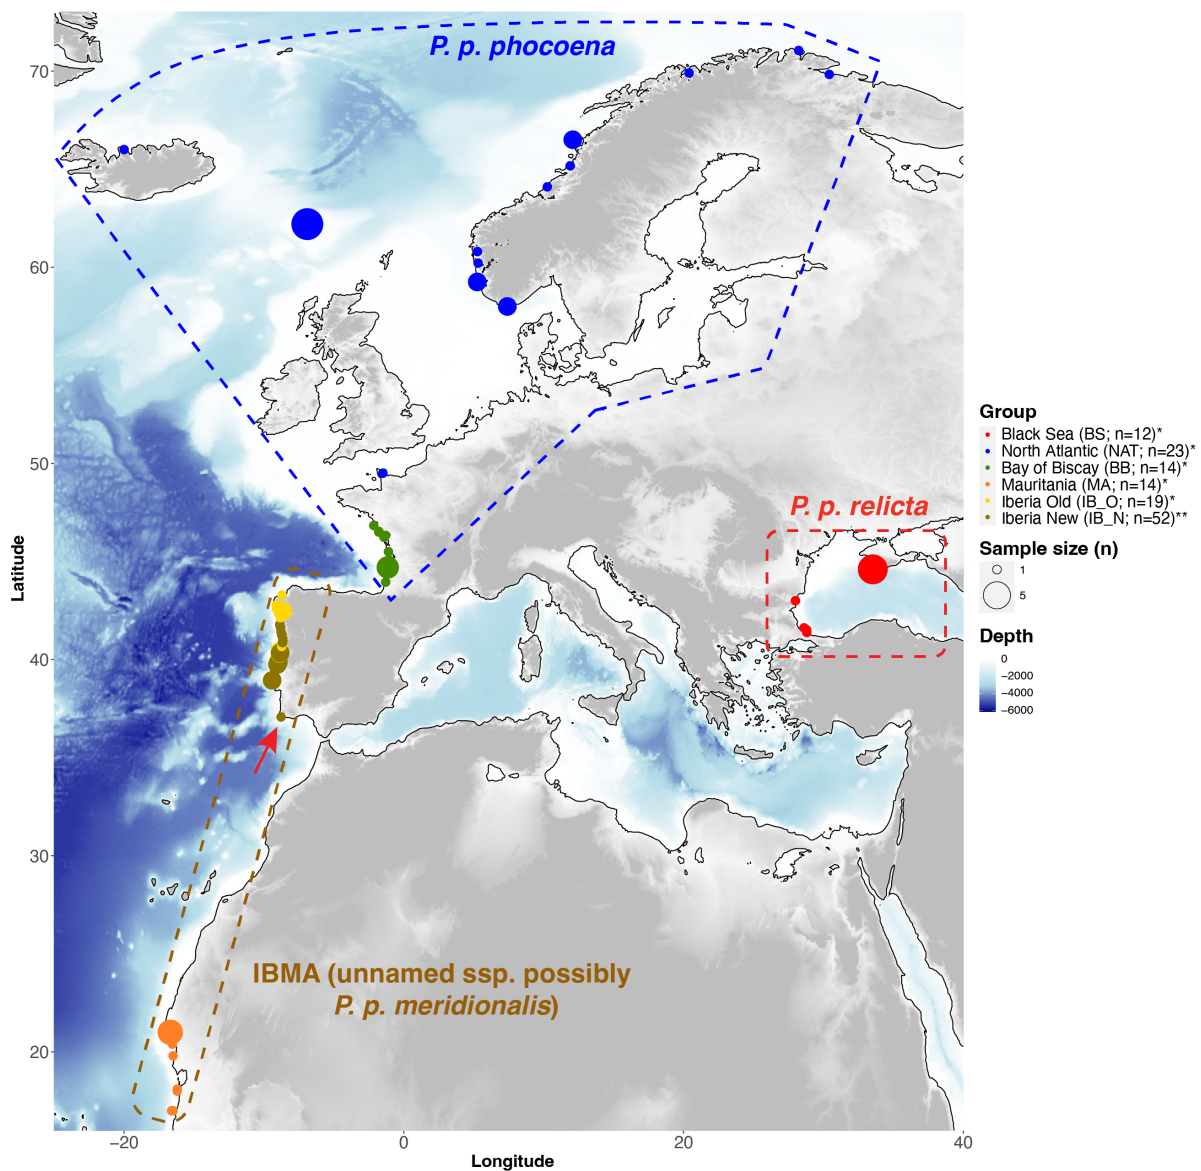 P. p. phocoena
70
60
50
40
30
20
Latitude
P. p. relicta
IBMA (unnamed ssp. possibly
P. p. meridionalis)
−20
0
20
40
Longitude
Group
Black Sea (BS; n=12)*
North Atlantic (NAT; n=23)*
Bay of Biscay (BB; n=14)*
Mauritania (MA; n=14)*
Iberia Old (IB_O; n=19)*
Iberia New (IB_N; n=52)**
Sample size (n)
1
5
Depth
0
−2000
−4000
−6000